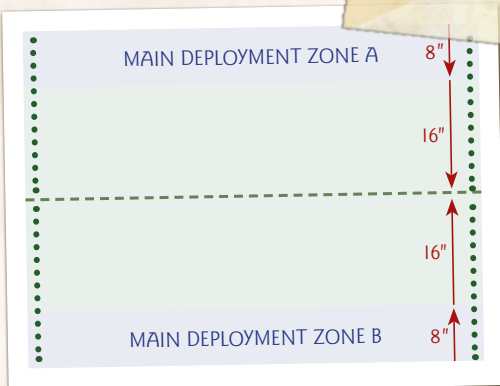 MAIN DEPLOYMENT ZONE A
8"
16"
16"
MAIN DEPLOYMENT ZONE B
8"